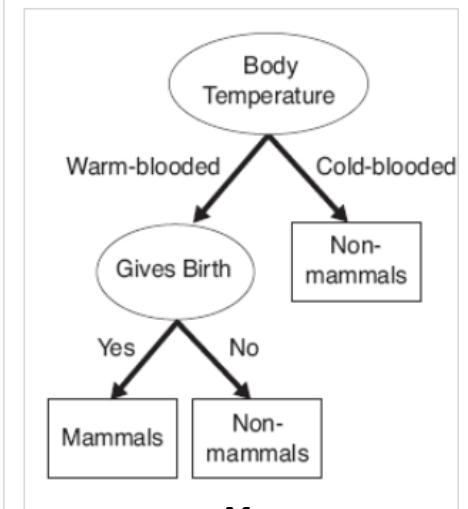 Body
Temperature
Warm-blooded
Cold-blooded
Gives Birth
Non-
mammals
Yes
No
Mammals
Non-
mammals